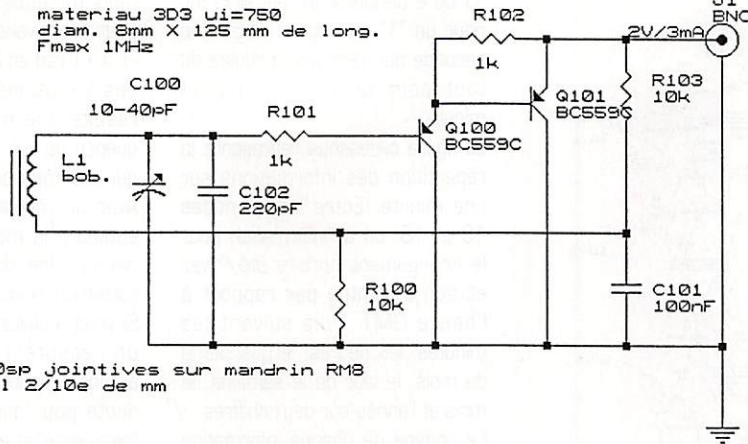 materiau 3D3 ui=750
diam. 8mm X 125 mm de long.
Fmax 1MHz
R102
1k
J1
BNC
2V/3mA
C100
10-40pF
R101
1k
Q100
BC559C
Q101
BC559C
R103
10k
L1
bob.
C102
220pF
R100
10k
C101
100nF
0sp jointives sur mandrin RM8
l 2/10e de mm